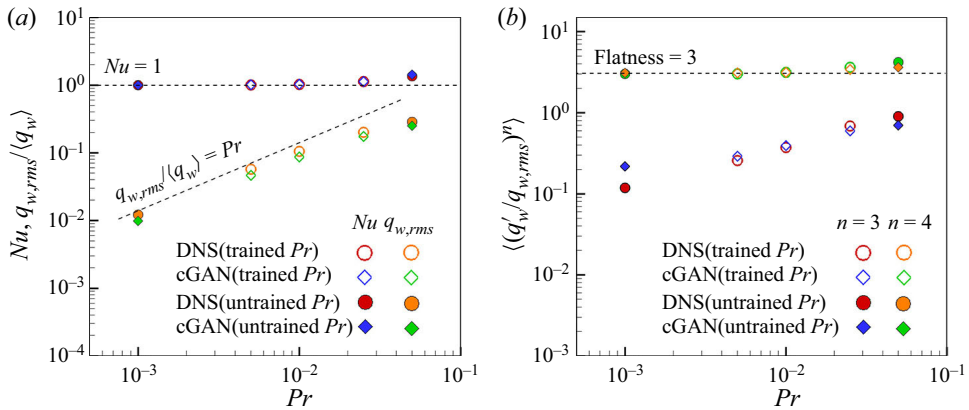 (a)
10^1
Nu = 1
10^0
10^−1
q_{w,rms}/⟨q_w⟩ = Pr
10^−2
10^−3
10^−4
Nu, q_{w,rms}/⟨q_w⟩
Nu q_{w,rms}
DNS(trained Pr)
cGAN(trained Pr)
DNS(untrained Pr)
cGAN(untrained Pr)
10^−3 10^−2 10^−1
Pr
(b)
10^1
Flatness = 3
10^0
10^−1
10^−2
10^−3
⟨(q′_w/q_{w,rms})^n⟩
n = 3 n = 4
DNS(trained Pr)
cGAN(trained Pr)
DNS(untrained Pr)
cGAN(untrained Pr)
10^−3 10^−2 10^−1
Pr